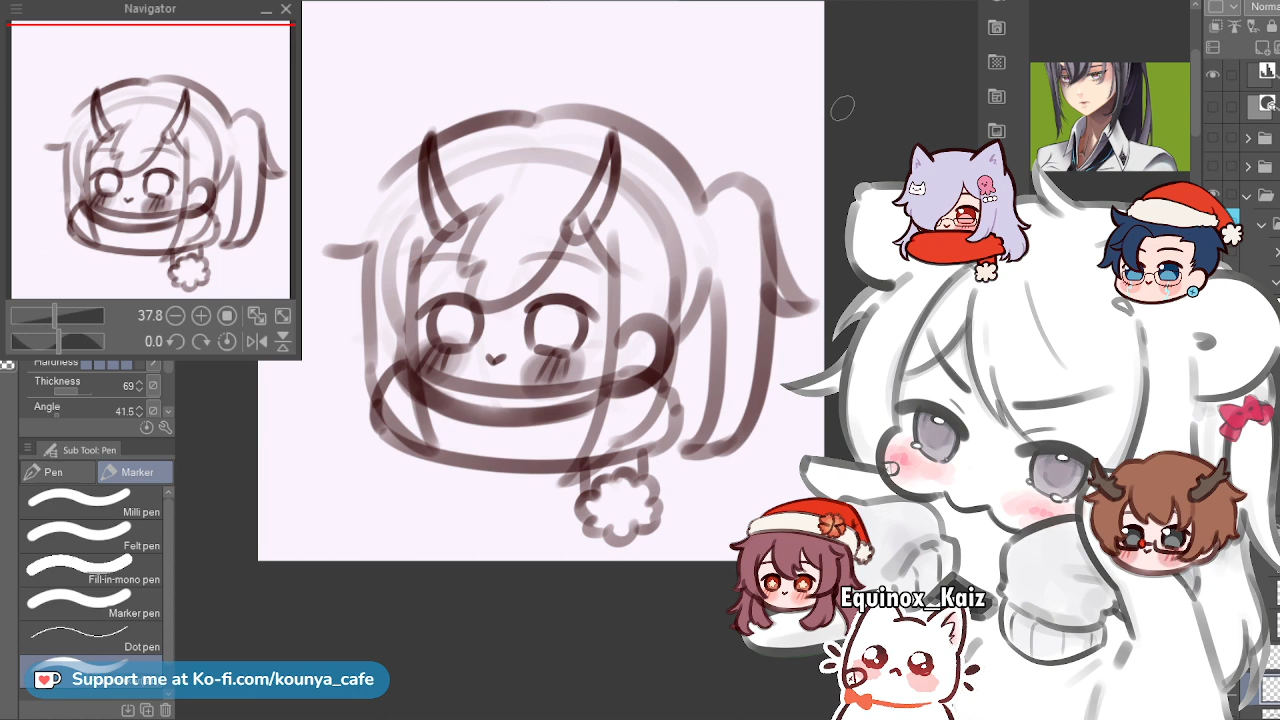 Navigator
37.8
0.0
Hardness
Thickness
69
Angle
41.5
Sub Tool: Pen
Pen
Marker
Milli pen
Felt pen
Fill-in-mono pen
Marker pen
Dot pen
Support me at Ko-fi.com/kounya_cafe
Equinox_Kaiz